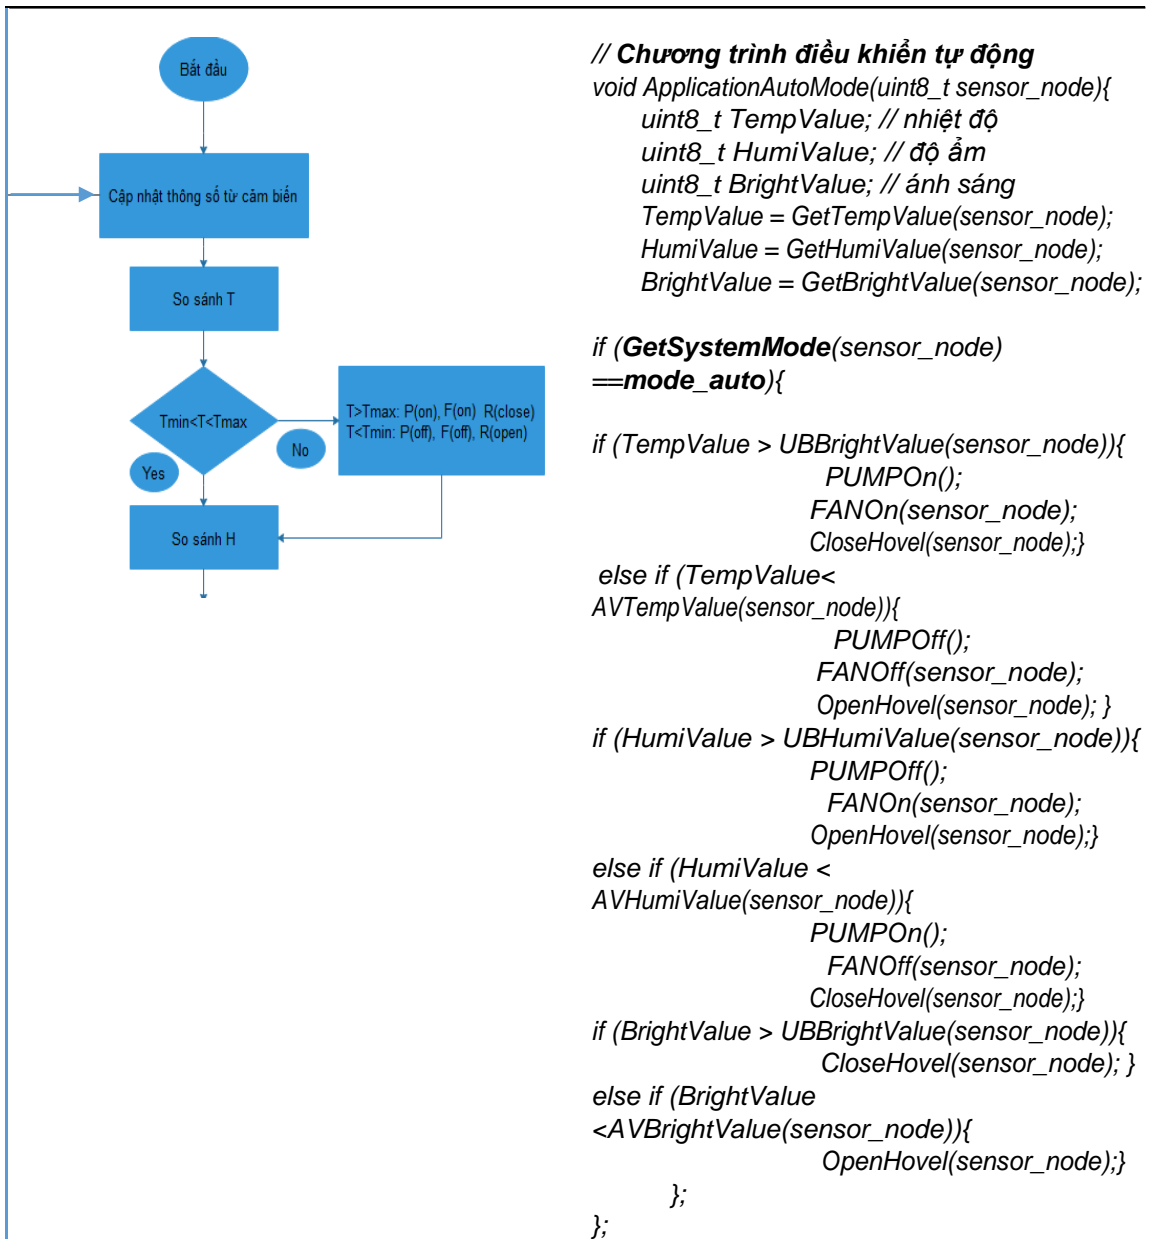 Bắt đầu
Cập nhật thông số từ cảm biến
So sánh T
Tmin<T<Tmax
No
T>Tmax: P(on), F(on) R(close)
T<Tmin: P(off), F(off), R(open)
Yes
So sánh H
// Chương trình điều khiển tự động
void ApplicationAutoMode(uint8_t sensor_node){
uint8_t TempValue; // nhiệt độ
uint8_t HumiValue; // độ ẩm
uint8_t BrightValue; // ánh sáng
TempValue = GetTempValue(sensor_node);
HumiValue = GetHumiValue(sensor_node);
BrightValue = GetBrightValue(sensor_node);
if (GetSystemMode(sensor_node)
==mode_auto){
if (TempValue > UBBrightValue(sensor_node)){
PUMPOn();
FANOn(sensor_node);
CloseHovel(sensor_node);}
else if (TempValue<
AVTempValue(sensor_node)){
PUMPOff();
FANOff(sensor_node);
OpenHovel(sensor_node); }
if (HumiValue > UBHumiValue(sensor_node)){
PUMPOff();
FANOn(sensor_node);
OpenHovel(sensor_node);}
else if (HumiValue <
AVHumiValue(sensor_node)){
PUMPOn();
FANOff(sensor_node);
CloseHovel(sensor_node);}
if (BrightValue > UBBrightValue(sensor_node)){
CloseHovel(sensor_node); }
else if (BrightValue
<AVBrightValue(sensor_node)){
OpenHovel(sensor_node);}
};
};